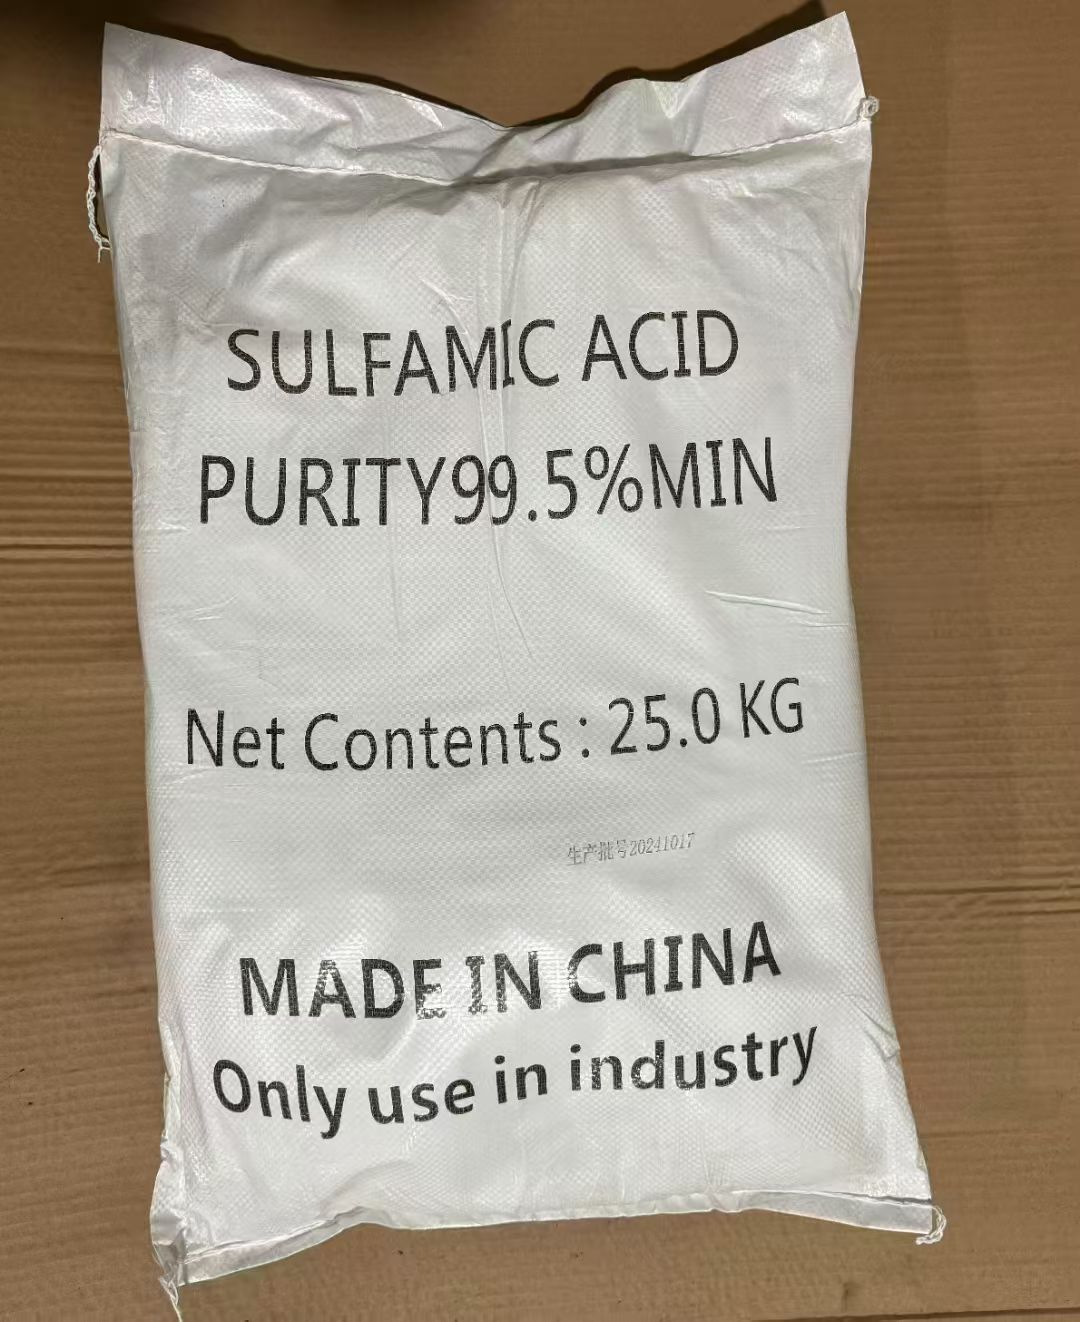 SULFAMIC ACID
PURITY99.5%MIN
Net Contents : 25.0 KG
生产批号20241017
MADE IN CHINA
Only use in industry